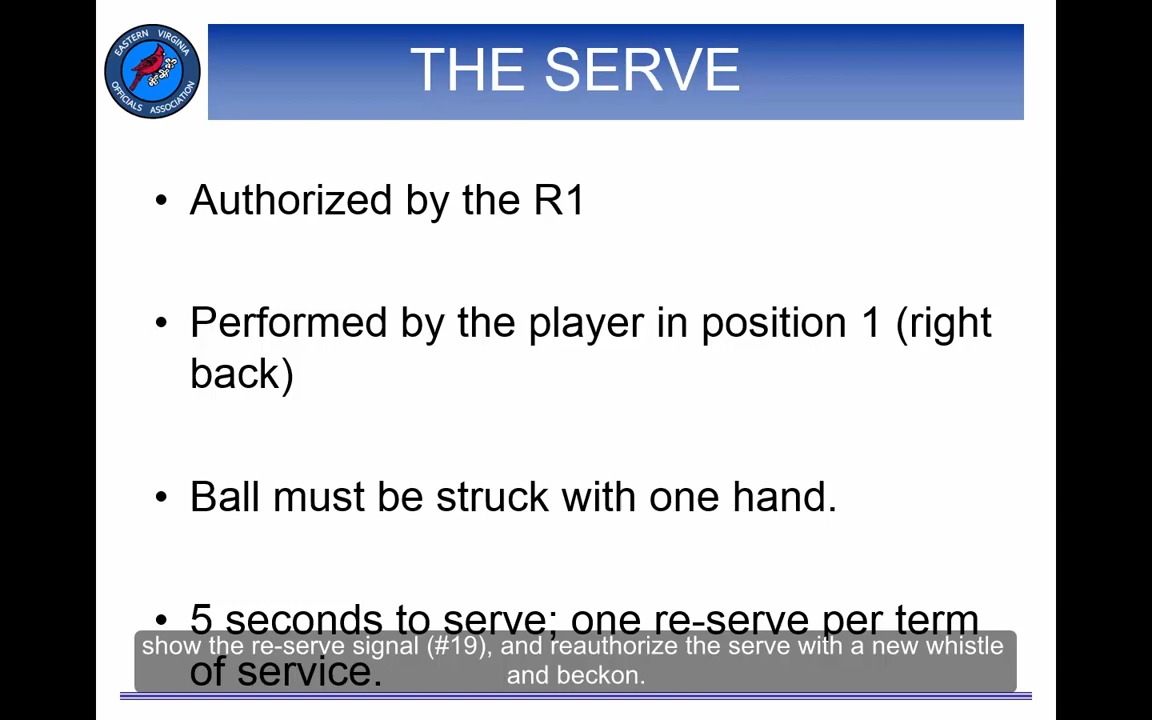 EASTERN VIRGINIA
OFFICIALS ASSOCIATION
THE SERVE
• Authorized by the R1
• Performed by the player in position 1 (right
back)
• Ball must be struck with one hand.
• 5 seconds to serve; one re-serve per term
of service.
show the re-serve signal (#19), and reauthorize the serve with a new whistle
and beckon.